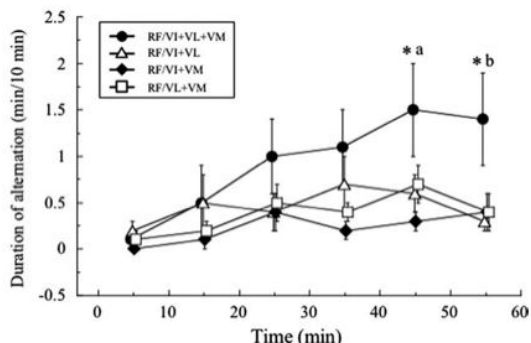 2.5
2
1.5
1
0.5
0
-0.5
Duration of alternation (min/10 min)
RF/VI+VL+VM
RF/VI+VL
RF/VI+VM
RF/VL+VM
* a
* b
0 10 20 30 40 50 60
Time (min)